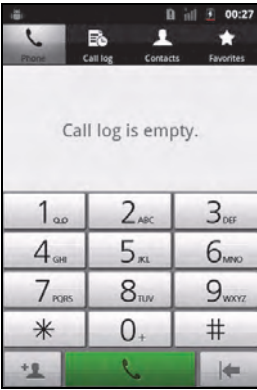 00:27
Phone Call log Contacts Favorites
Call log is empty.
1 2 ABC 3 DEF
4 GHI 5 JKL 6 MNO
7 PQRS 8 TUV 9 WXYZ
* 0 + #